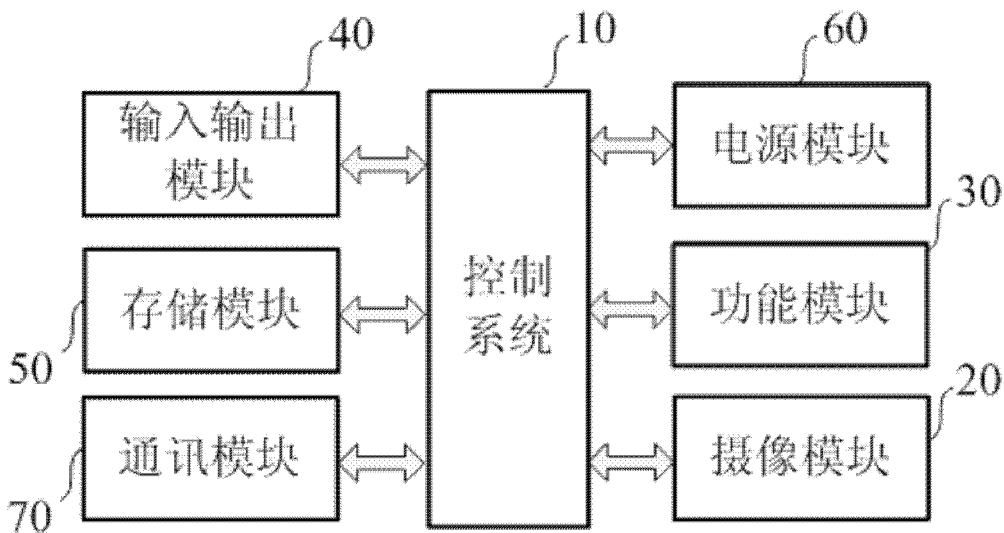 40
10
60
输入输出
模块
电源模块
30
存储模块
控制
系统
功能模块
50
20
通讯模块
摄像模块
70